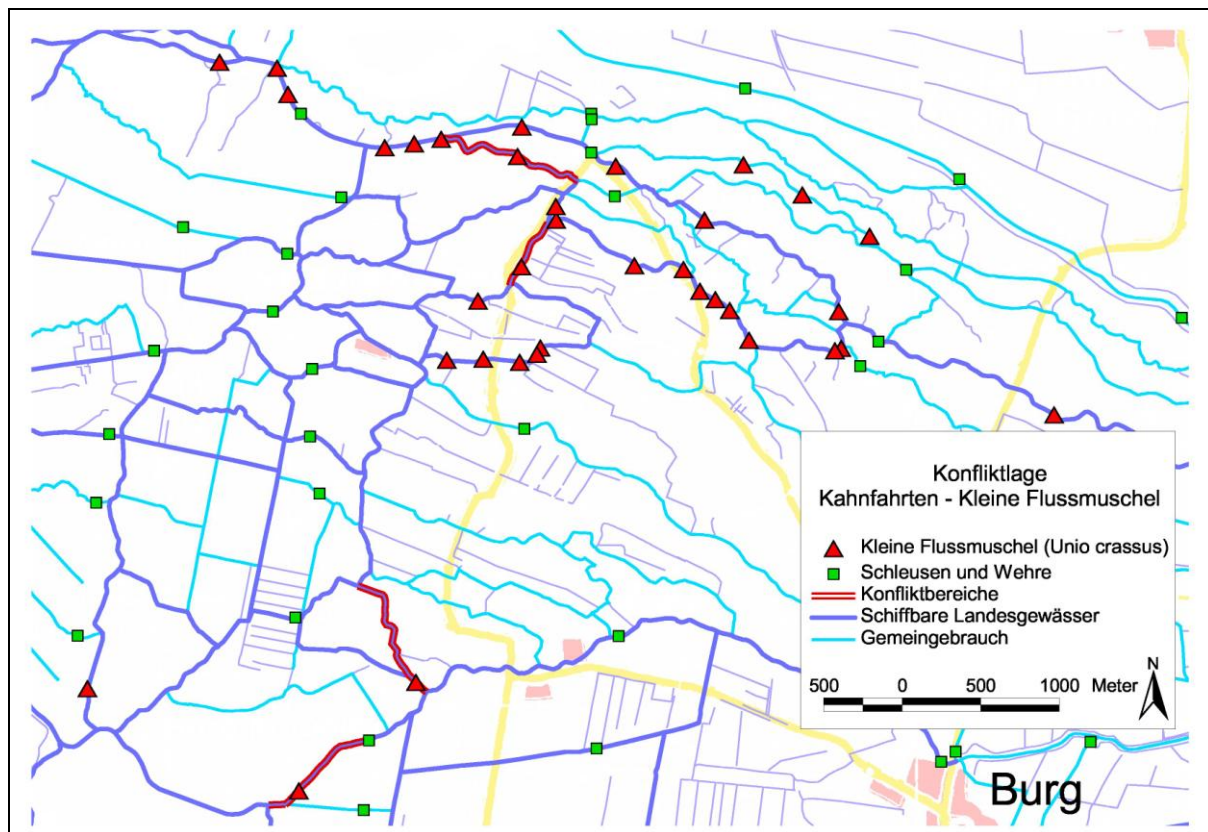 Konfliktlage
Kahnfahrten - Kleine Flussmuschel
Kleine Flussmuschel (Unio crassus)
Schleusen und Wehre
Konfliktbereiche
Schiffbare Landesgewässer
Gemeingebrauch
500 0 500 1000 Meter
N
Burg